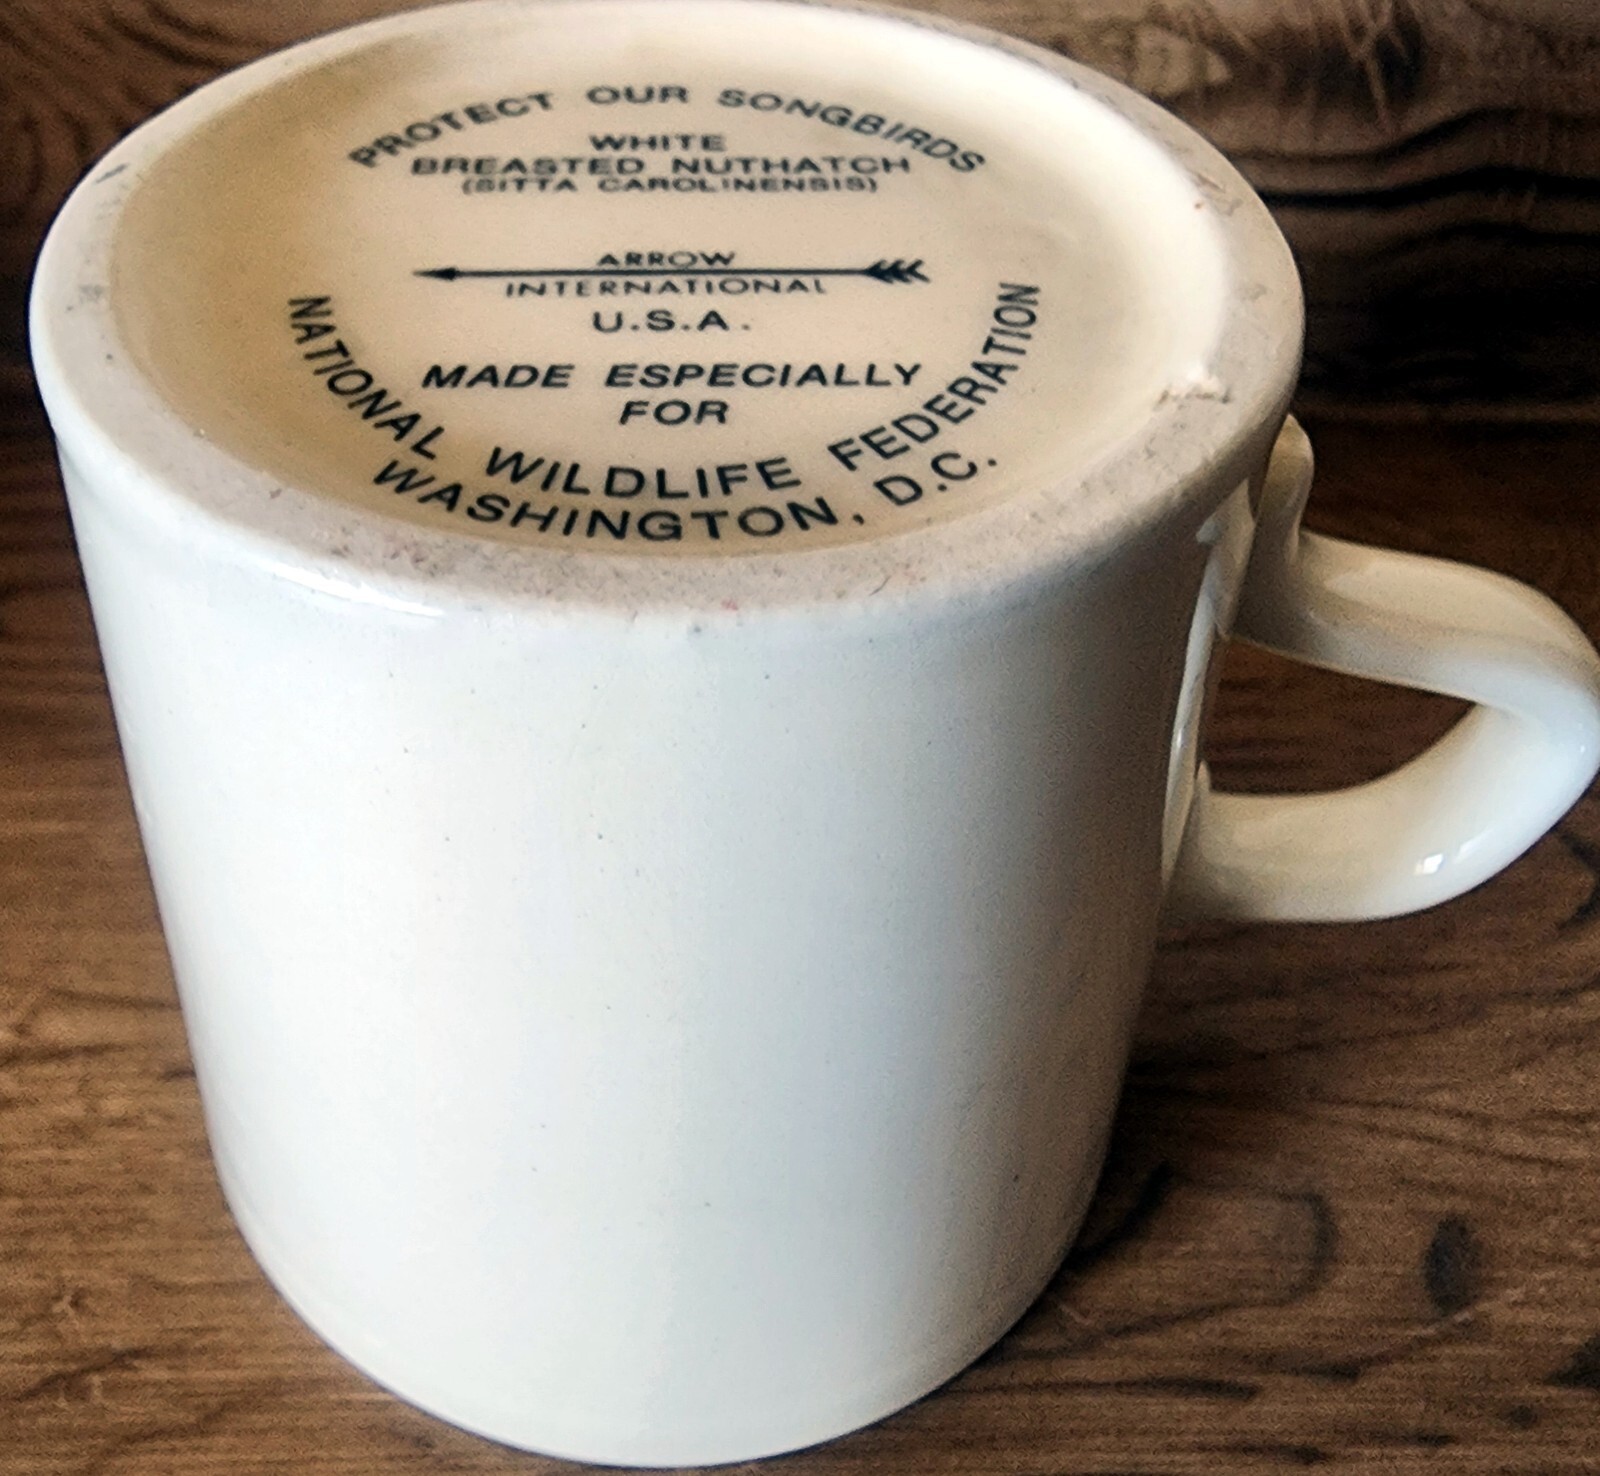 PROTECT OUR SONGBIRDS
WHITE
BREASTED NUTHATCH
(SITTA CAROLINENSIS)
ARROW
INTERNATIONAL
U.S.A.
MADE ESPECIALLY
FOR
NATIONAL WILDLIFE FEDERATION
WASHINGTON, D.C.